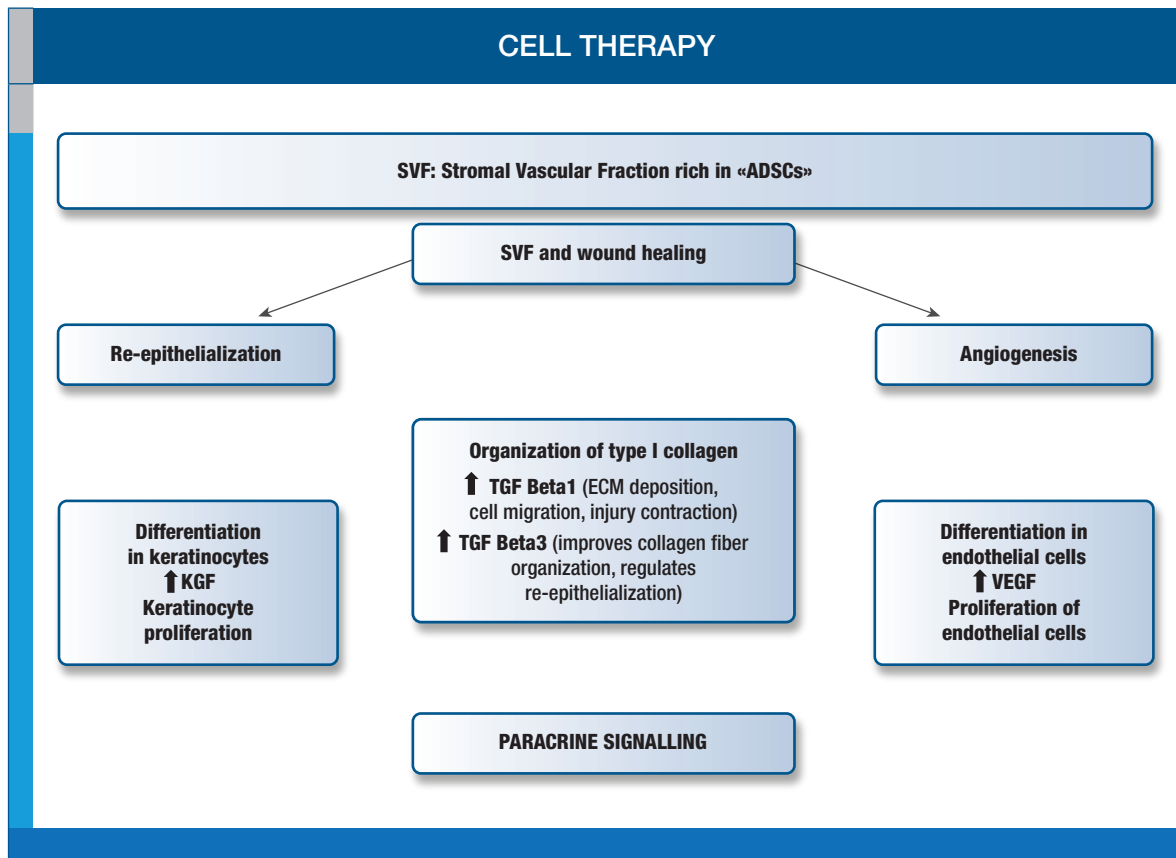 CELL THERAPY
SVF: Stromal Vascular Fraction rich in «ADSCs»
SVF and wound healing
Re-epithelialization
Angiogenesis
Organization of type I collagen
⬆ TGF Beta1 (ECM deposition,
cell migration, injury contraction)
⬆ TGF Beta3 (improves collagen fiber
organization, regulates
re-epithelialization)
Differentiation
in keratinocytes
⬆ KGF
Keratinocyte
proliferation
Differentiation in
endothelial cells
⬆ VEGF
Proliferation of
endothelial cells
PARACRINE SIGNALLING